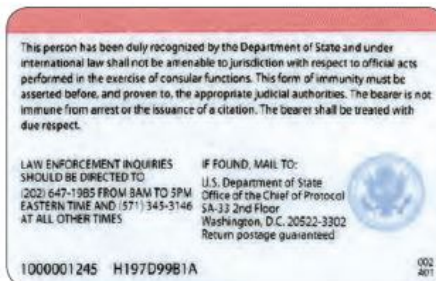 This person has been duly recognized by the Department of State and under
international law shall not be amenable to jurisdiction with respect to official acts
performed in the exercise of consular functions. This form of immunity must be
asserted before, and proven to, the appropriate judicial authorities. The bearer is not
immune from arrest or the issuance of a citation. The bearer shall be treated with
due respect.
LAW ENFORCEMENT INQUIRIES
SHOULD BE DIRECTED TO
(202) 647-1985 FROM 8AM TO 5PM
EASTERN TIME AND (571) 345-3146
AT ALL OTHER TIMES
IF FOUND, MAIL TO:
U.S. Department of State
Office of the Chief of Protocol
SA-33 2nd Floor
Washington, D.C. 20522-3302
Return postage guaranteed
1000001245 H197D99B1A
002
A01